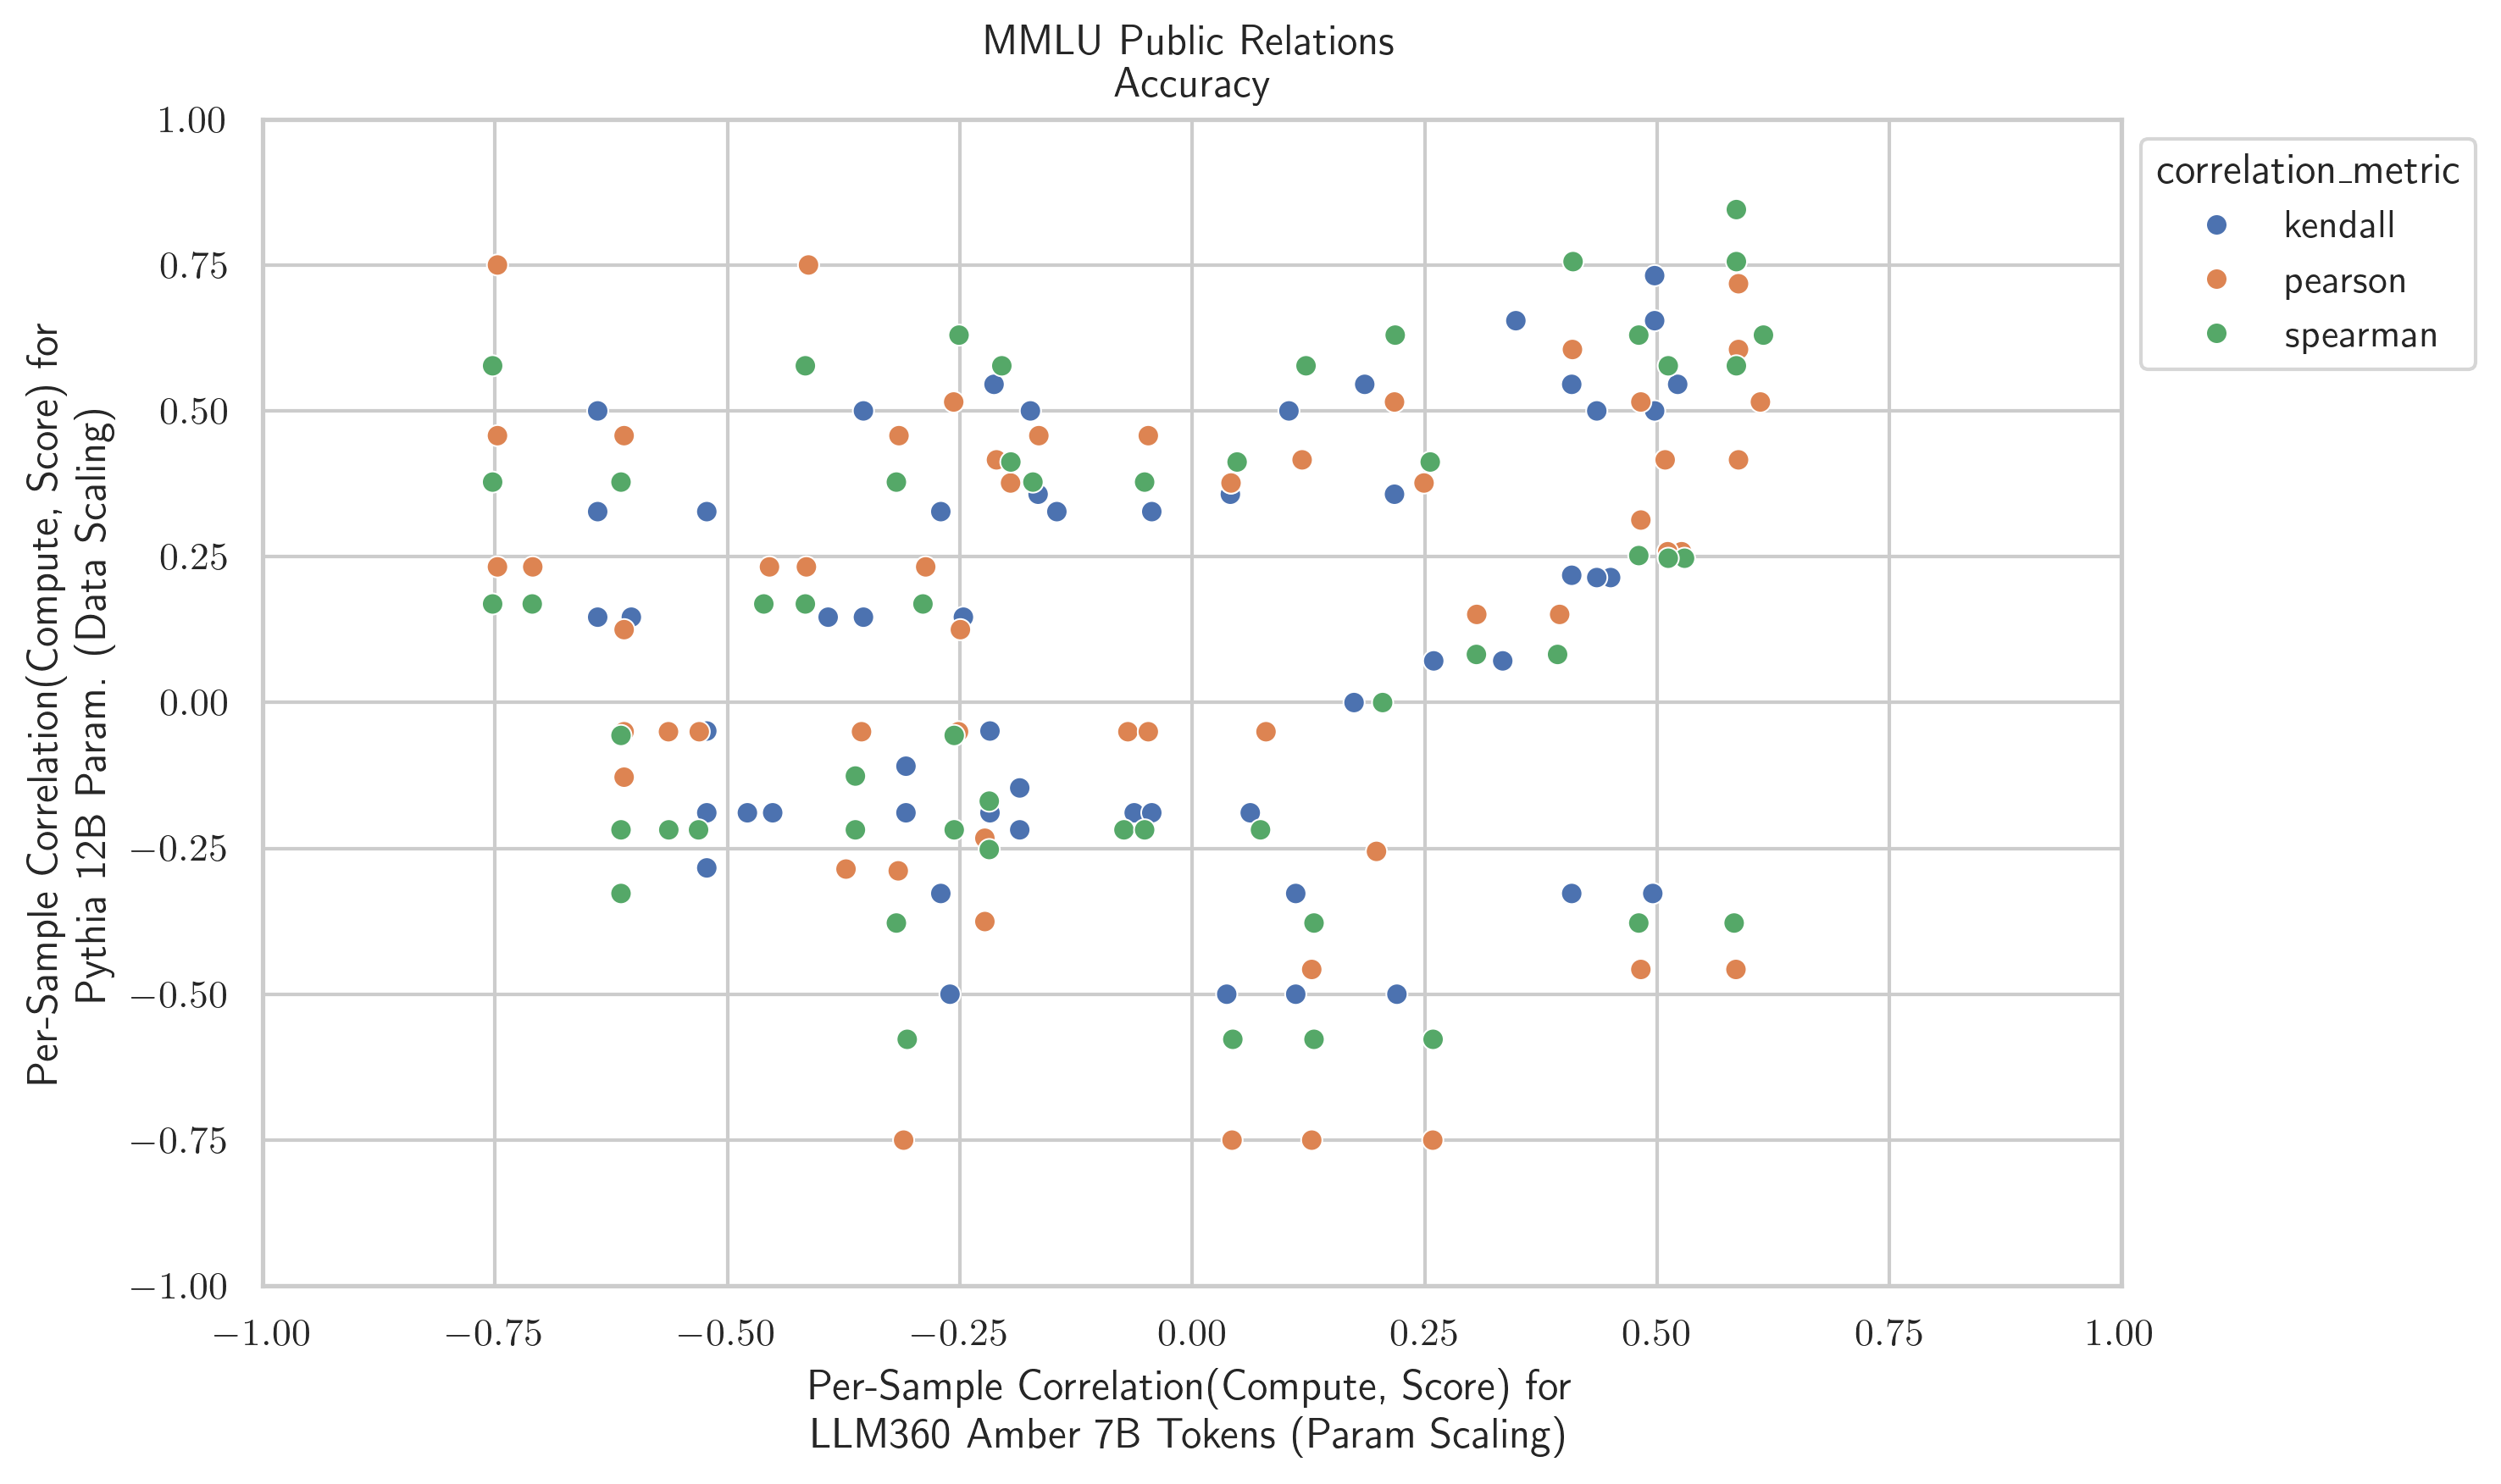 MMLU Public Relations
Accuracy
Per-Sample Correlation(Compute, Score) for
Pythia 12B Param. (Data Scaling)
1.00
0.75
0.50
0.25
0.00
−0.25
−0.50
−0.75
−1.00
−1.00 −0.75 −0.50 −0.25 0.00 0.25 0.50 0.75 1.00
Per-Sample Correlation(Compute, Score) for
LLM360 Amber 7B Tokens (Param Scaling)
correlation_metric
kendall
pearson
spearman